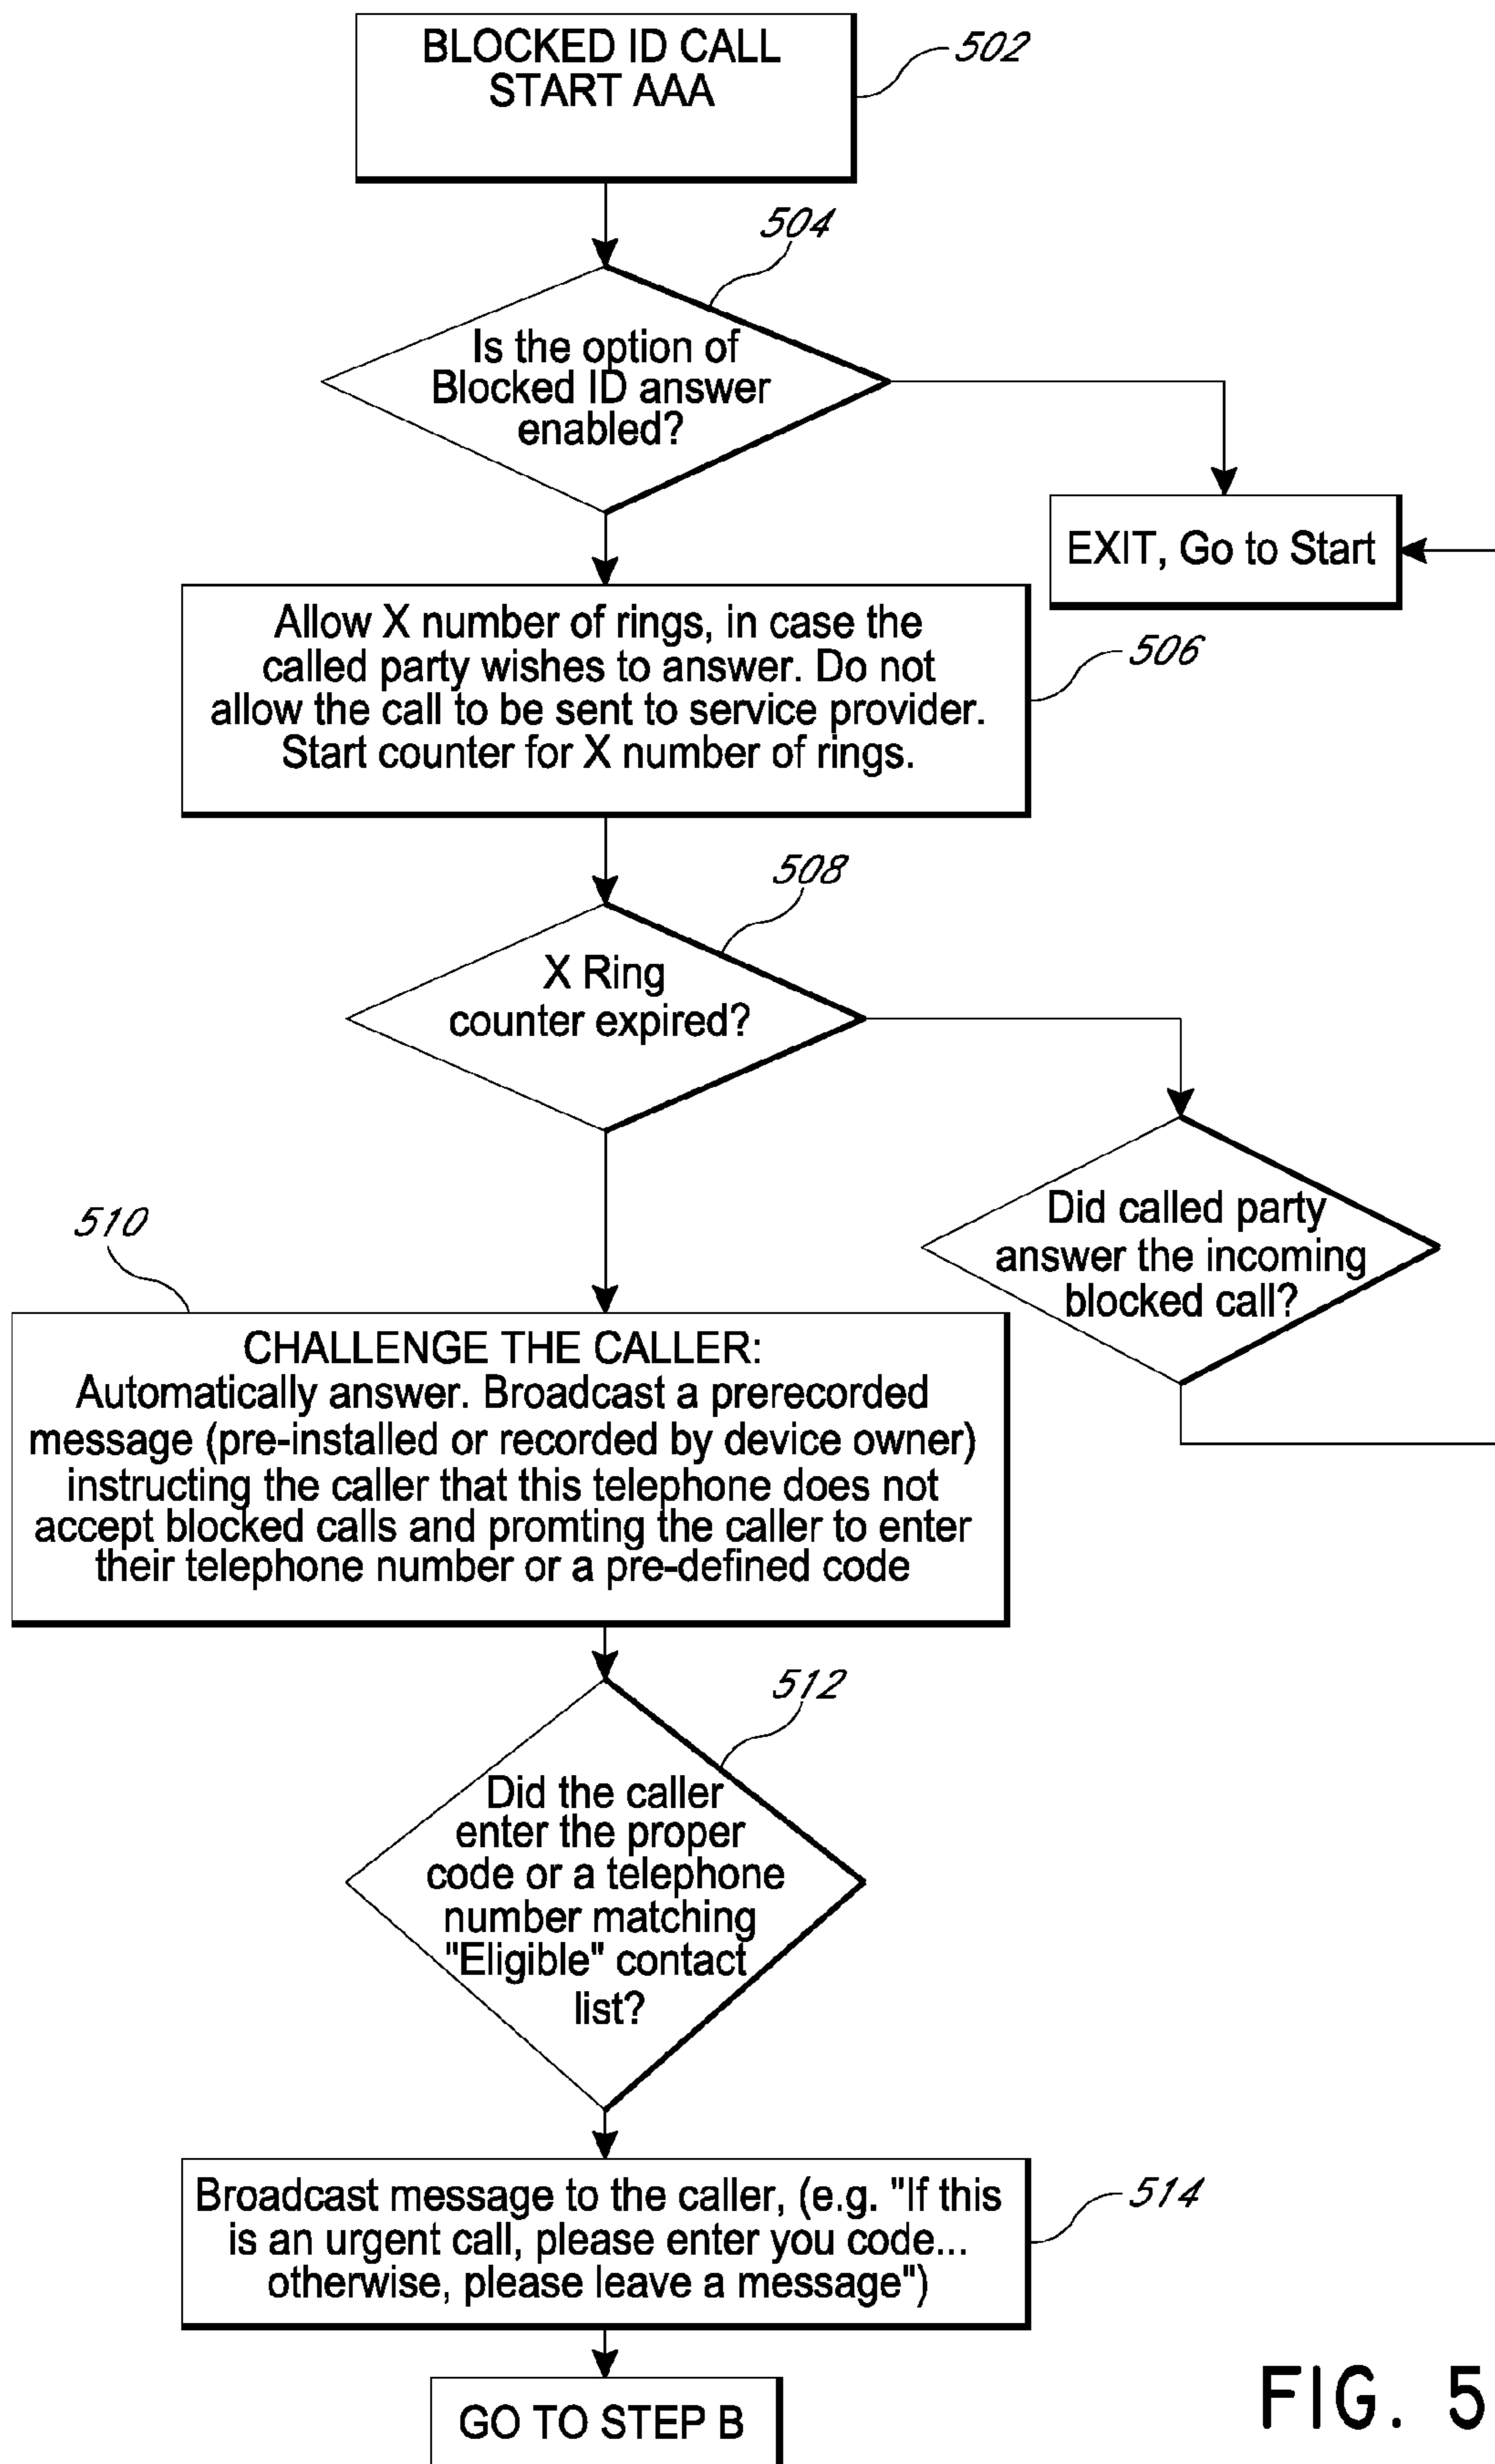 BLOCKED ID CALL
START AAA
502
504
Is the option of
Blocked ID answer
enabled?
EXIT, Go to Start
Allow X number of rings, in case the
called party wishes to answer. Do not
allow the call to be sent to service provider.
Start counter for X number of rings.
506
508
X Ring
counter expired?
Did called party
answer the incoming
blocked call?
510
CHALLENGE THE CALLER:
Automatically answer. Broadcast a prerecorded
message (pre-installed or recorded by device owner)
instructing the caller that this telephone does not
accept blocked calls and promting the caller to enter
their telephone number or a pre-defined code
512
Did the caller
enter the proper
code or a telephone
number matching
"Eligible" contact
list?
Broadcast message to the caller, (e.g. "If this
is an urgent call, please enter you code...
otherwise, please leave a message")
514
GO TO STEP B
FIG. 5